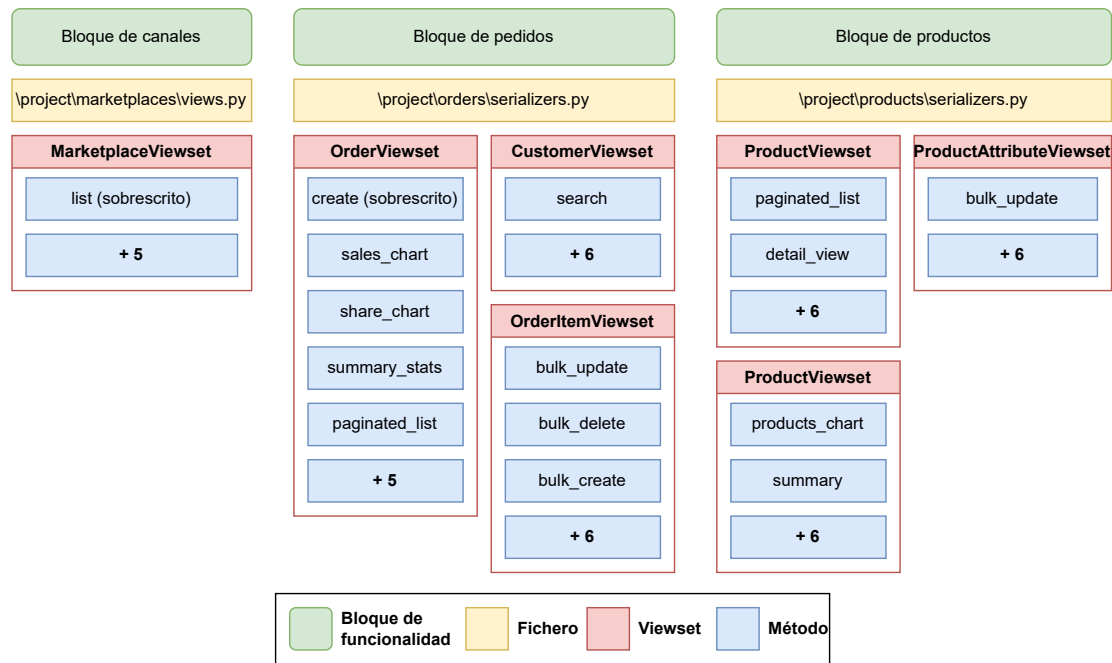 Bloque de canales
\project\marketplaces\views.py
MarketplaceViewset
list (sobrescrito)
+ 5
Bloque de pedidos
\project\orders\serializers.py
OrderViewset
create (sobrescrito)
sales_chart
share_chart
summary_stats
paginated_list
+ 5
CustomerViewset
search
+ 6
OrderItemViewset
bulk_update
bulk_delete
bulk_create
+ 6
Bloque de productos
\project\products\serializers.py
ProductViewset
paginated_list
detail_view
+ 6
ProductAttributeViewset
bulk_update
+ 6
ProductViewset
products_chart
summary
+ 6
Bloque de
funcionalidad
Fichero
Viewset
Método